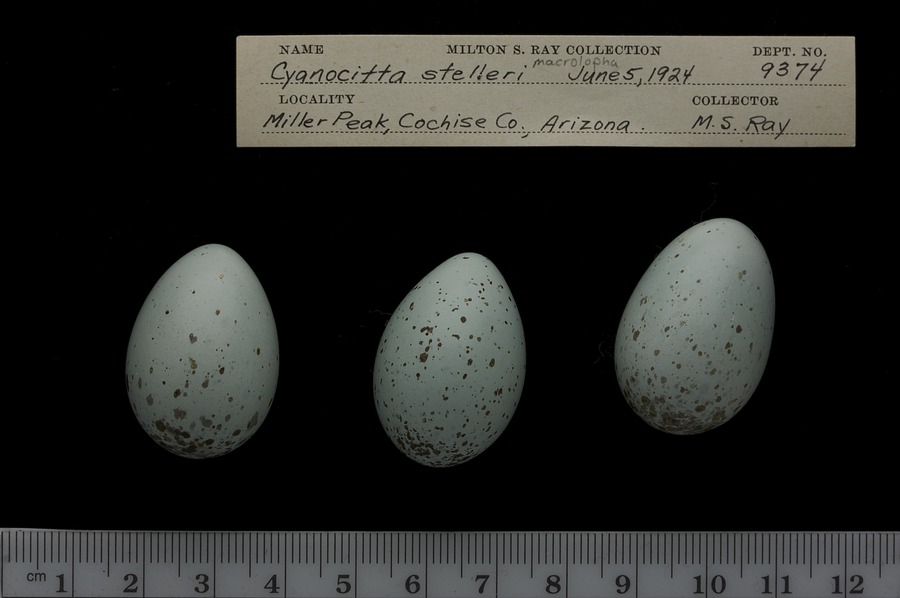 NAME MILTON S. RAY COLLECTION DEPT. NO.
Cyanocitta stelleri macrolopha June 5, 1924 9374
LOCALITY COLLECTOR
Miller Peak, Cochise Co., Arizona. M. S. Ray
cm 1 2 3 4 5 6 7 8 9 10 11 12